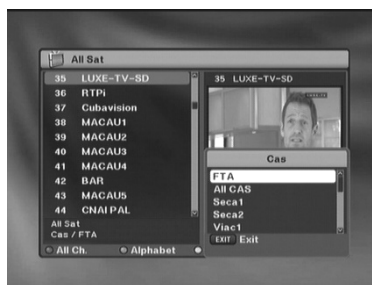 All Sat
35 LUXE-TV-SD
36 RTPi
37 Cubavision
38 MACAU1
39 MACAU2
40 MACAU3
41 MACAU4
42 BAR
43 MACAU5
44 CNAI PAL
All Sat
Cas / FTA
All Ch.
Alphabet
35 LUXE-TV-SD
Cas
FTA
All CAS
Seca1
Seca2
Viac1
EXIT Exit